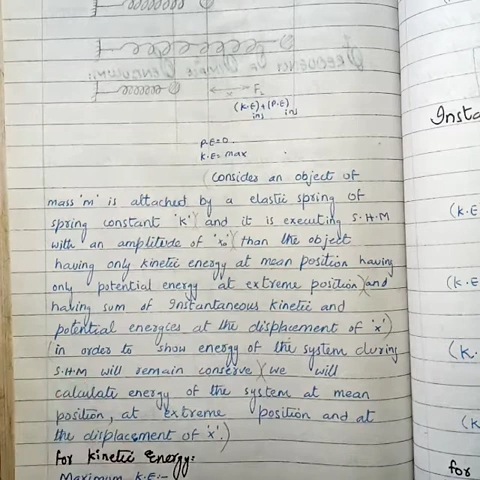 F
x
(K.E)ins + (P.E)ins
P.E=0
K.E= max
(Consider an object of
mass 'm' is attached by a elastic spring of
spring constant 'K') and it is executing S.H.M
with an amplitude of 'x₀') than the object
having only kinetic energy at mean position having
only potential energy at extreme position) and
having sum of Instantaneous kinetic and
potential energies at the displacement of 'x')
(in order to show energy of the system during
S.H.M will remain conserve) (we will
calculate energy of the system at mean
position, at extreme position and at
the displacement of 'x'.)
for kinetic Energy:
Maximum K.E:-
Insta
(K.E
(K.E
(K.
(K
for